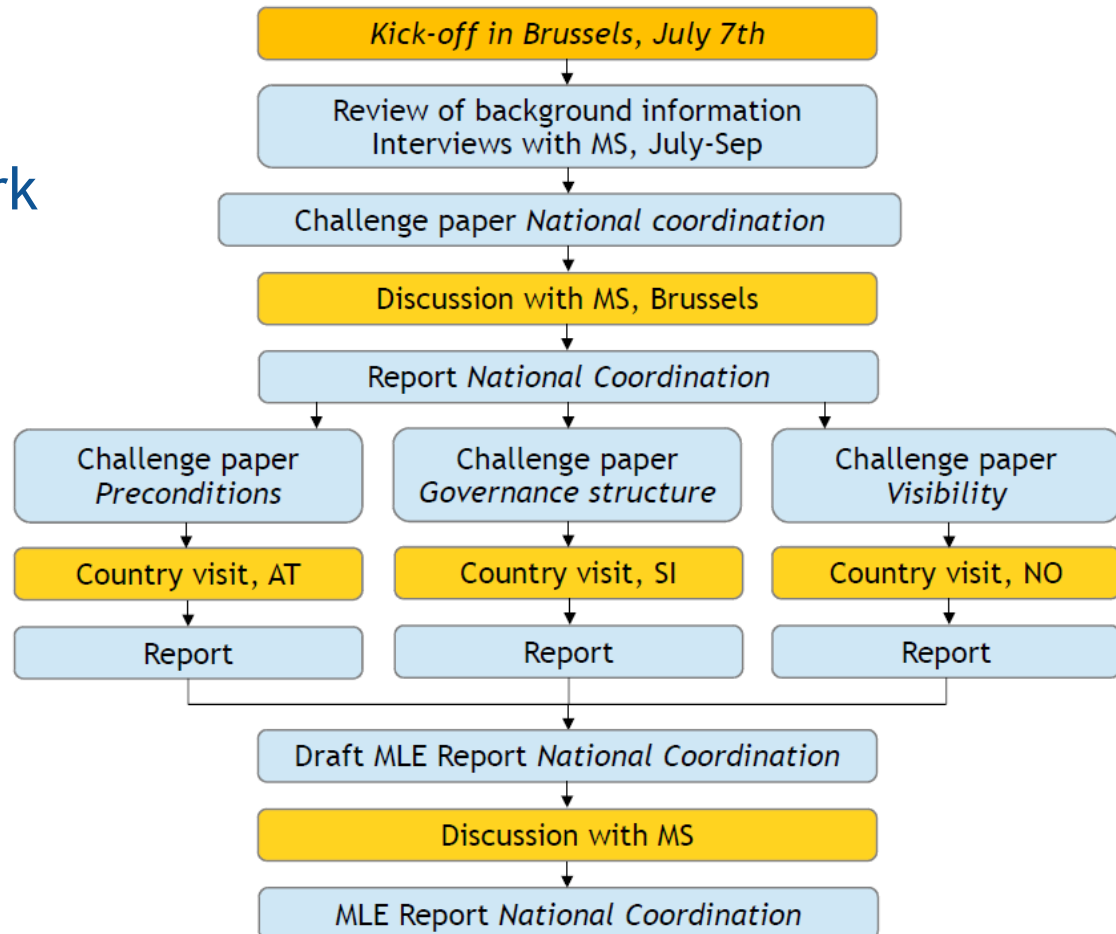 Kick-off in Brussels, July 7th
Review of background information
Interviews with MS, July-Sep
rk
Challenge paper National coordination
Discussion with MS, Brussels
Report National Coordination
Challenge paper
Preconditions
Challenge paper
Governance structure
Challenge paper
Visibility
Country visit, AT
Country visit, SI
Country visit, NO
Report
Report
Report
Draft MLE Report National Coordination
Discussion with MS
MLE Report National Coordination